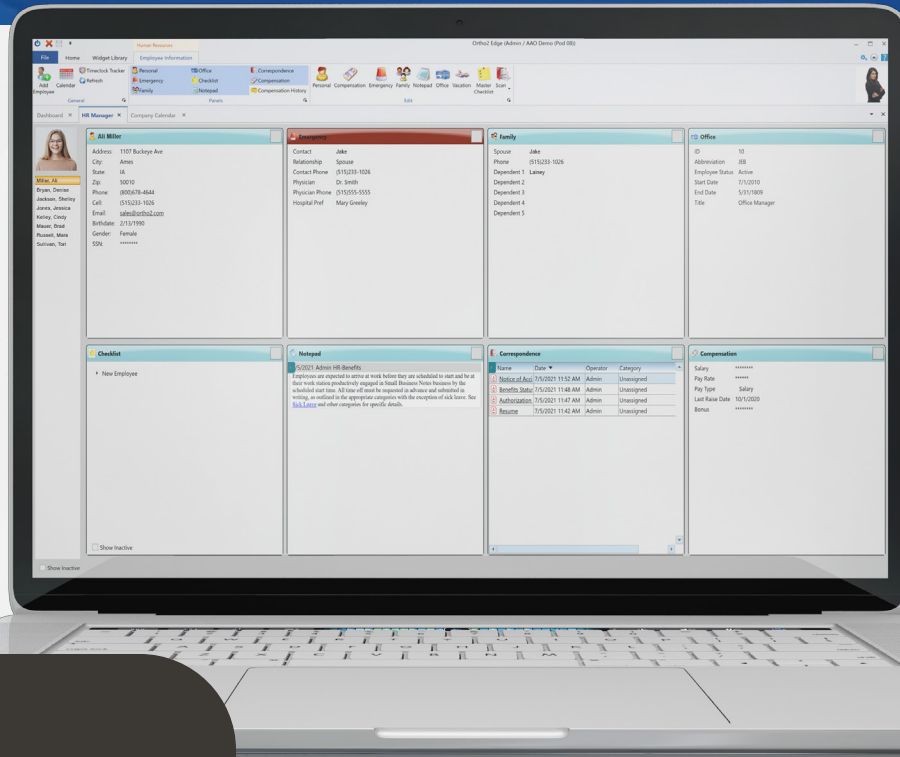 Ortho2 Edge (Admin / AAO Demo (Pod 08))
Human Resources
File Home Widget Library Employee Information
Add Employee
Calendar
Timeclock Tracker
Refresh
General
Personal
Emergency
Family
Office
Checklist
Notepad
Correspondence
Compensation
Compensation History
Panels
Personal Compensation Emergency Family Notepad Office Vacation Master Checklist Scan
Edit
Dashboard × HR Manager × Company Calendar ×
Miller, Ali
Bryan, Denise
Jackson, Shelley
Jones, Jessica
Kelley, Cindy
Mauer, Brad
Russell, Mara
Sullivan, Tori
Show Inactive
Ali Miller
Address: 1107 Buckeye Ave
City: Ames
State: IA
Zip: 50010
Phone: (800)678-4644
Cell: (515)233-1026
Email: sales@ortho2.com
Birthdate: 2/13/1990
Gender: Female
SSN: ********
Emergency
Contact Jake
Relationship Spouse
Contact Phone (515)233-1026
Physician Dr. Smith
Physician Phone (515)555-5555
Hospital Pref Mary Greeley
Family
Spouse Jake
Phone (515)233-1026
Dependent 1 Lainey
Dependent 2
Dependent 3
Dependent 4
Dependent 5
Office
ID 10
Abbreviation JEB
Employee Status Active
Start Date 7/1/2010
End Date 5/31/1809
Title Office Manager
Checklist
New Employee
Show Inactive
Notepad
/5/2021 Admin HR-Benefits
Employees are expected to arrive at work before they are scheduled to start and be at
their work station productively engaged in Small Business Notes business by the
scheduled start time. All time off must be requested in advance and submitted in
writing, as outlined in the appropriate categories with the exception of sick leave. See
Sick Leave and other categories for specific details.
Correspondence
Name Date Operator Category
Notice of Acci 7/5/2021 11:52 AM Admin Unassigned
Benefits Statu 7/5/2021 11:48 AM Admin Unassigned
Authorization 7/5/2021 11:47 AM Admin Unassigned
Resume 7/5/2021 11:42 AM Admin Unassigned
Compensation
Salary ********
Pay Rate ******
Pay Type Salary
Last Raise Date 10/1/2020
Bonus ********